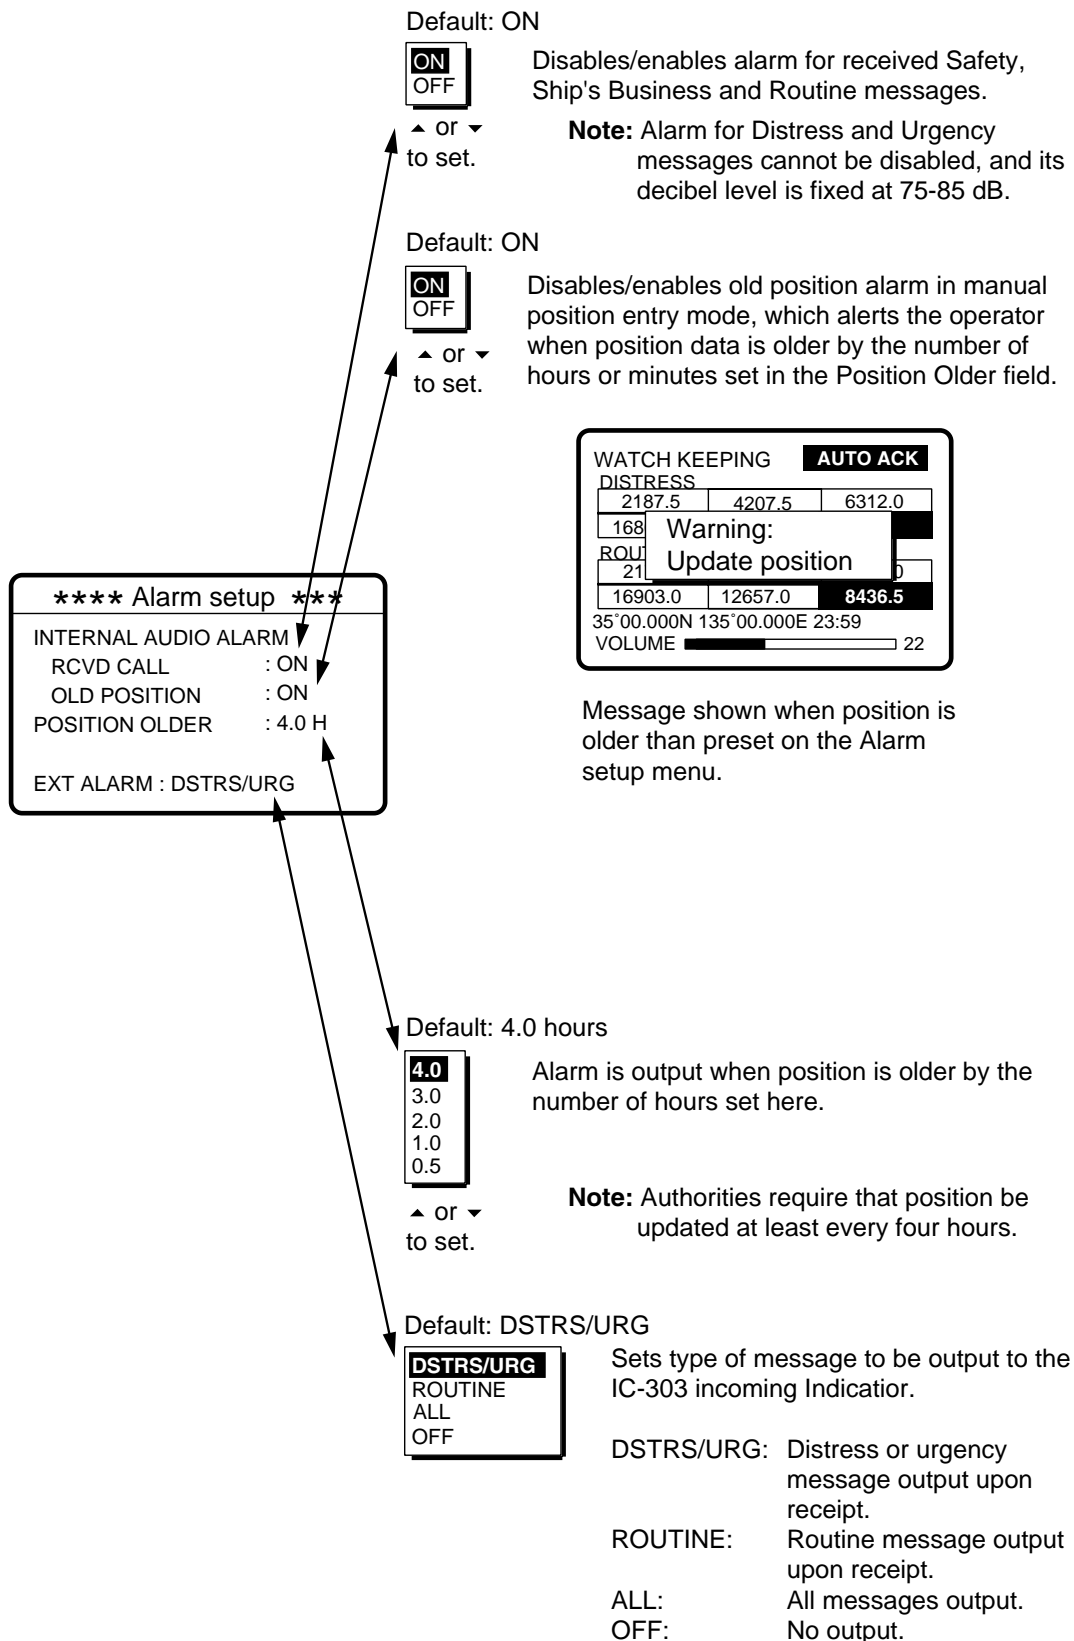 Default: ON
ON
OFF
▲ or ▼
to set.
Disables/enables alarm for received Safety,
Ship's Business and Routine messages.
Note: Alarm for Distress and Urgency
messages cannot be disabled, and its
decibel level is fixed at 75-85 dB.
Default: ON
ON
OFF
▲ or ▼
to set.
Disables/enables old position alarm in manual
position entry mode, which alerts the operator
when position data is older by the number of
hours or minutes set in the Position Older field.
WATCH KEEPING AUTO ACK
DISTRESS
2187.5 4207.5 6312.0
168
Warning:
Update position
ROUT
21 0
16903.0 12657.0 8436.5
35°00.000N 135°00.000E 23:59
VOLUME 22
Message shown when position is
older than preset on the Alarm
setup menu.
**** Alarm setup ***
INTERNAL AUDIO ALARM
RCVD CALL : ON
OLD POSITION : ON
POSITION OLDER : 4.0 H
EXT ALARM : DSTRS/URG
Default: 4.0 hours
4.0
3.0
2.0
1.0
0.5
▲ or ▼
to set.
Alarm is output when position is older by the
number of hours set here.
Note: Authorities require that position be
updated at least every four hours.
Default: DSTRS/URG
DSTRS/URG
ROUTINE
ALL
OFF
Sets type of message to be output to the
IC-303 incoming Indicatior.
DSTRS/URG: Distress or urgency
message output upon
receipt.
ROUTINE: Routine message output
upon receipt.
ALL: All messages output.
OFF: No output.